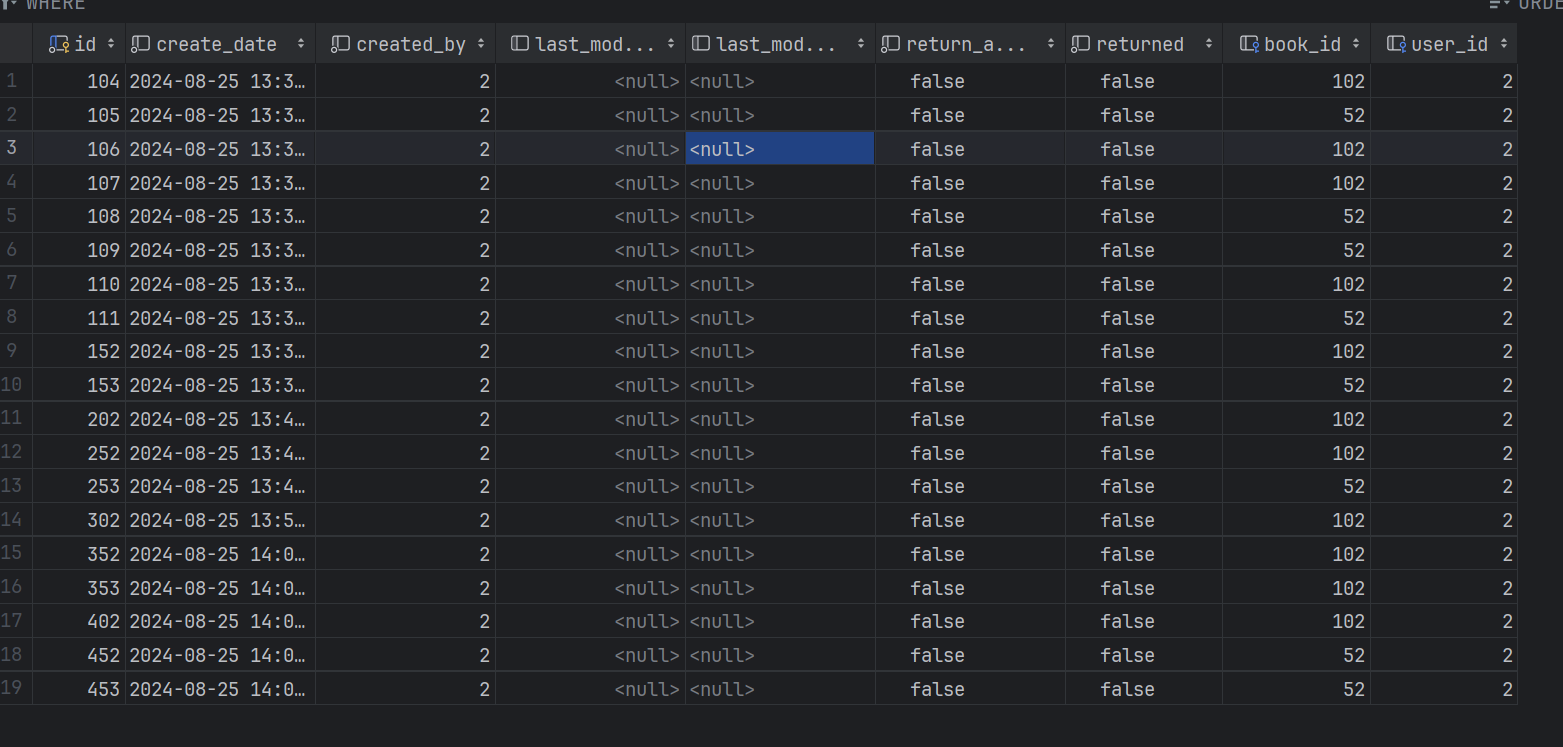 WHERE
id create_date created_by last_mod... last_mod... return_a... returned book_id user_id
1 104 2024-08-25 13:3… 2 <null> <null> false false 102 2
2 105 2024-08-25 13:3… 2 <null> <null> false false 52 2
3 106 2024-08-25 13:3… 2 <null> <null> false false 102 2
4 107 2024-08-25 13:3… 2 <null> <null> false false 102 2
5 108 2024-08-25 13:3… 2 <null> <null> false false 52 2
6 109 2024-08-25 13:3… 2 <null> <null> false false 52 2
7 110 2024-08-25 13:3… 2 <null> <null> false false 102 2
8 111 2024-08-25 13:3… 2 <null> <null> false false 52 2
9 152 2024-08-25 13:3… 2 <null> <null> false false 102 2
10 153 2024-08-25 13:3… 2 <null> <null> false false 52 2
11 202 2024-08-25 13:4… 2 <null> <null> false false 102 2
12 252 2024-08-25 13:4… 2 <null> <null> false false 102 2
13 253 2024-08-25 13:4… 2 <null> <null> false false 52 2
14 302 2024-08-25 13:5… 2 <null> <null> false false 102 2
15 352 2024-08-25 14:0… 2 <null> <null> false false 102 2
16 353 2024-08-25 14:0… 2 <null> <null> false false 102 2
17 402 2024-08-25 14:0… 2 <null> <null> false false 102 2
18 452 2024-08-25 14:0… 2 <null> <null> false false 52 2
19 453 2024-08-25 14:0… 2 <null> <null> false false 52 2